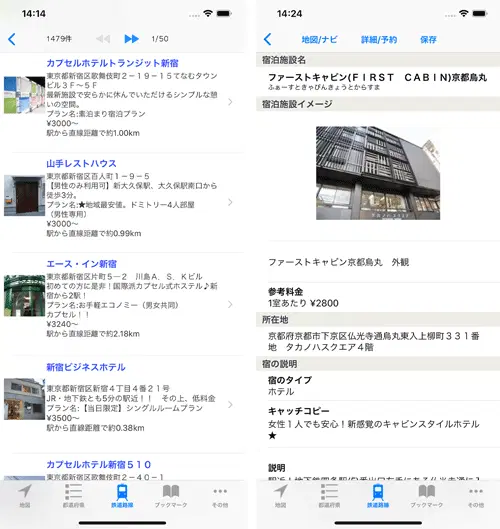 14:14
1479件
1/50
カプセルホテルトランジット新宿
東京都新宿区歌舞伎町２－１９－１５てなむタウン
ビル３Ｆ～５Ｆ
最新施設で安らかに休んでいただけるシンプルな憩
いの空間。
プラン名:素泊まり宿泊プラン
¥3000～
駅から直線距離で約1.00km
山手レストハウス
東京都新宿区百人町１－９－５
【男性のみ利用可】新大久保駅、大久保駅南口から
徒歩3分。
プラン名:★地域最安値。ドミトリー4人部屋
（男性専用）
¥3000～
駅から直線距離で約0.99km
エース・イン新宿
東京都新宿区片町５－２　川島Ａ．Ｓ．Ｋビル
初めての方に是非！国際派カプセル式ホステル♪新
宿から2駅！
プラン名:お手軽エコノミー（男女共同）
カプセル！！
¥3240～
駅から直線距離で約2.18km
新宿ビジネスホテル
東京都新宿区新宿４丁目４番２１号
JR・地下鉄とも5分の駅近！！　その上、低料金
プラン名:【当日限定】シングルルームプラン
¥3500～
駅から直線距離で約0.38km
カプセルホテル新宿５１０
東京都新宿区歌舞伎町２－４０－１
地図
都道府県
鉄道路線
ブックマーク
その他
14:24
地図/ナビ
詳細/予約
保存
宿泊施設名
ファーストキャビン(ＦＩＲＳＴ　ＣＡＢＩＮ)京都烏丸
ふぁーすときゃびんきょうとからすま
宿泊施設イメージ
ファーストキャビン京都烏丸　外観
参考料金
1室あたり ¥2800
所在地
京都府京都市下京区仏光寺通烏丸東入上柳町３３１番
地　タカノハスクエア４階
宿の説明
宿のタイプ
ホテル
キャッチコピー
女性１人でも安心！新感覚のキャビンスタイルホテル
★
説明
地図
都道府県
鉄道路線
ブックマーク
その他